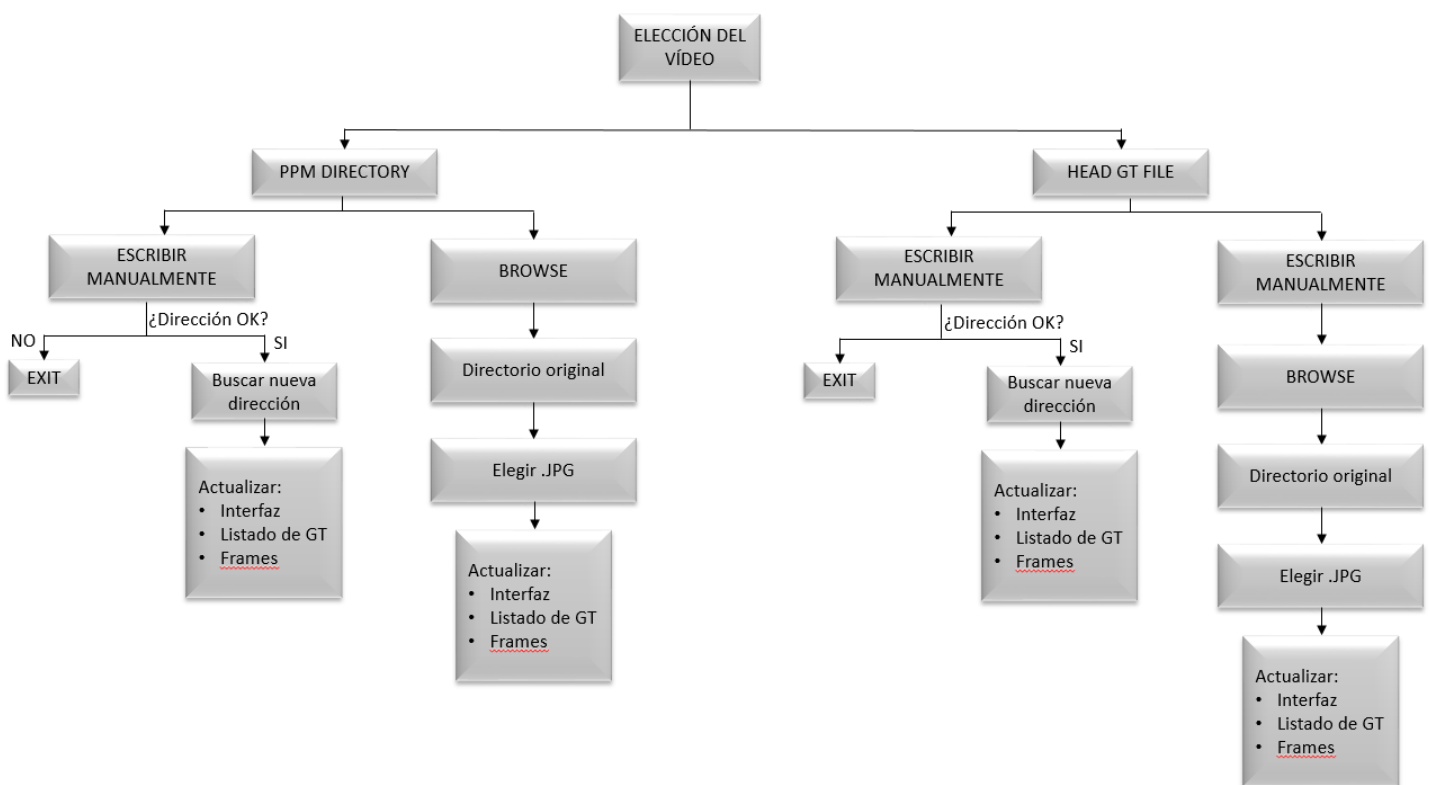 ELECCIÓN DEL
VÍDEO
PPM DIRECTORY
HEAD GT FILE
ESCRIBIR
MANUALMENTE
BROWSE
ESCRIBIR
MANUALMENTE
ESCRIBIR
MANUALMENTE
¿Dirección OK?
NO
SI
EXIT
Buscar nueva
dirección
Directorio original
¿Dirección OK?
SI
EXIT
Buscar nueva
dirección
BROWSE
Actualizar:
• Interfaz
• Listado de GT
• Frames
Elegir .JPG
Actualizar:
• Interfaz
• Listado de GT
• Frames
Actualizar:
• Interfaz
• Listado de GT
• Frames
Directorio original
Elegir .JPG
Actualizar:
• Interfaz
• Listado de GT
• Frames